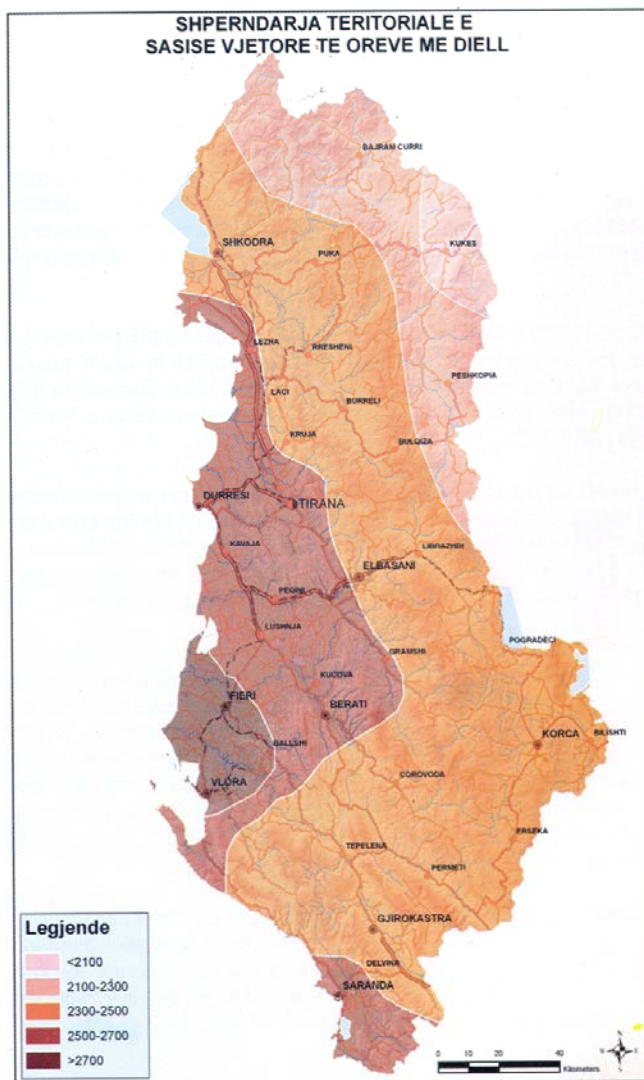 SHPERNDARJA TERITORIALE E
SASISE VJETORE TE OREVE ME DIELL
BAJRAM CURRI
KUKES
SHKODRA
PUKA
LEZHA
RRESHENI
PESHKOPIA
LACI
BURRELI
KRUJA
BULQIZA
DURRESI
TIRANA
KAVAJA
LIBRAZHDI
ELBASANI
PEQINI
LUSHNJA
POGRADECI
GRAMSHI
KUCOVA
FIERI
BERATI
KORCA
BILISHTI
BALLSHI
COROVODA
VLORA
ERSEKA
TEPELENA
PERMETI
GJIROKASTRA
DELVINA
SARANDA
Legjende
<2100
2100-2300
2300-2500
2500-2700
>2700
N
W
E
S
0 10 20 40
Kilometers